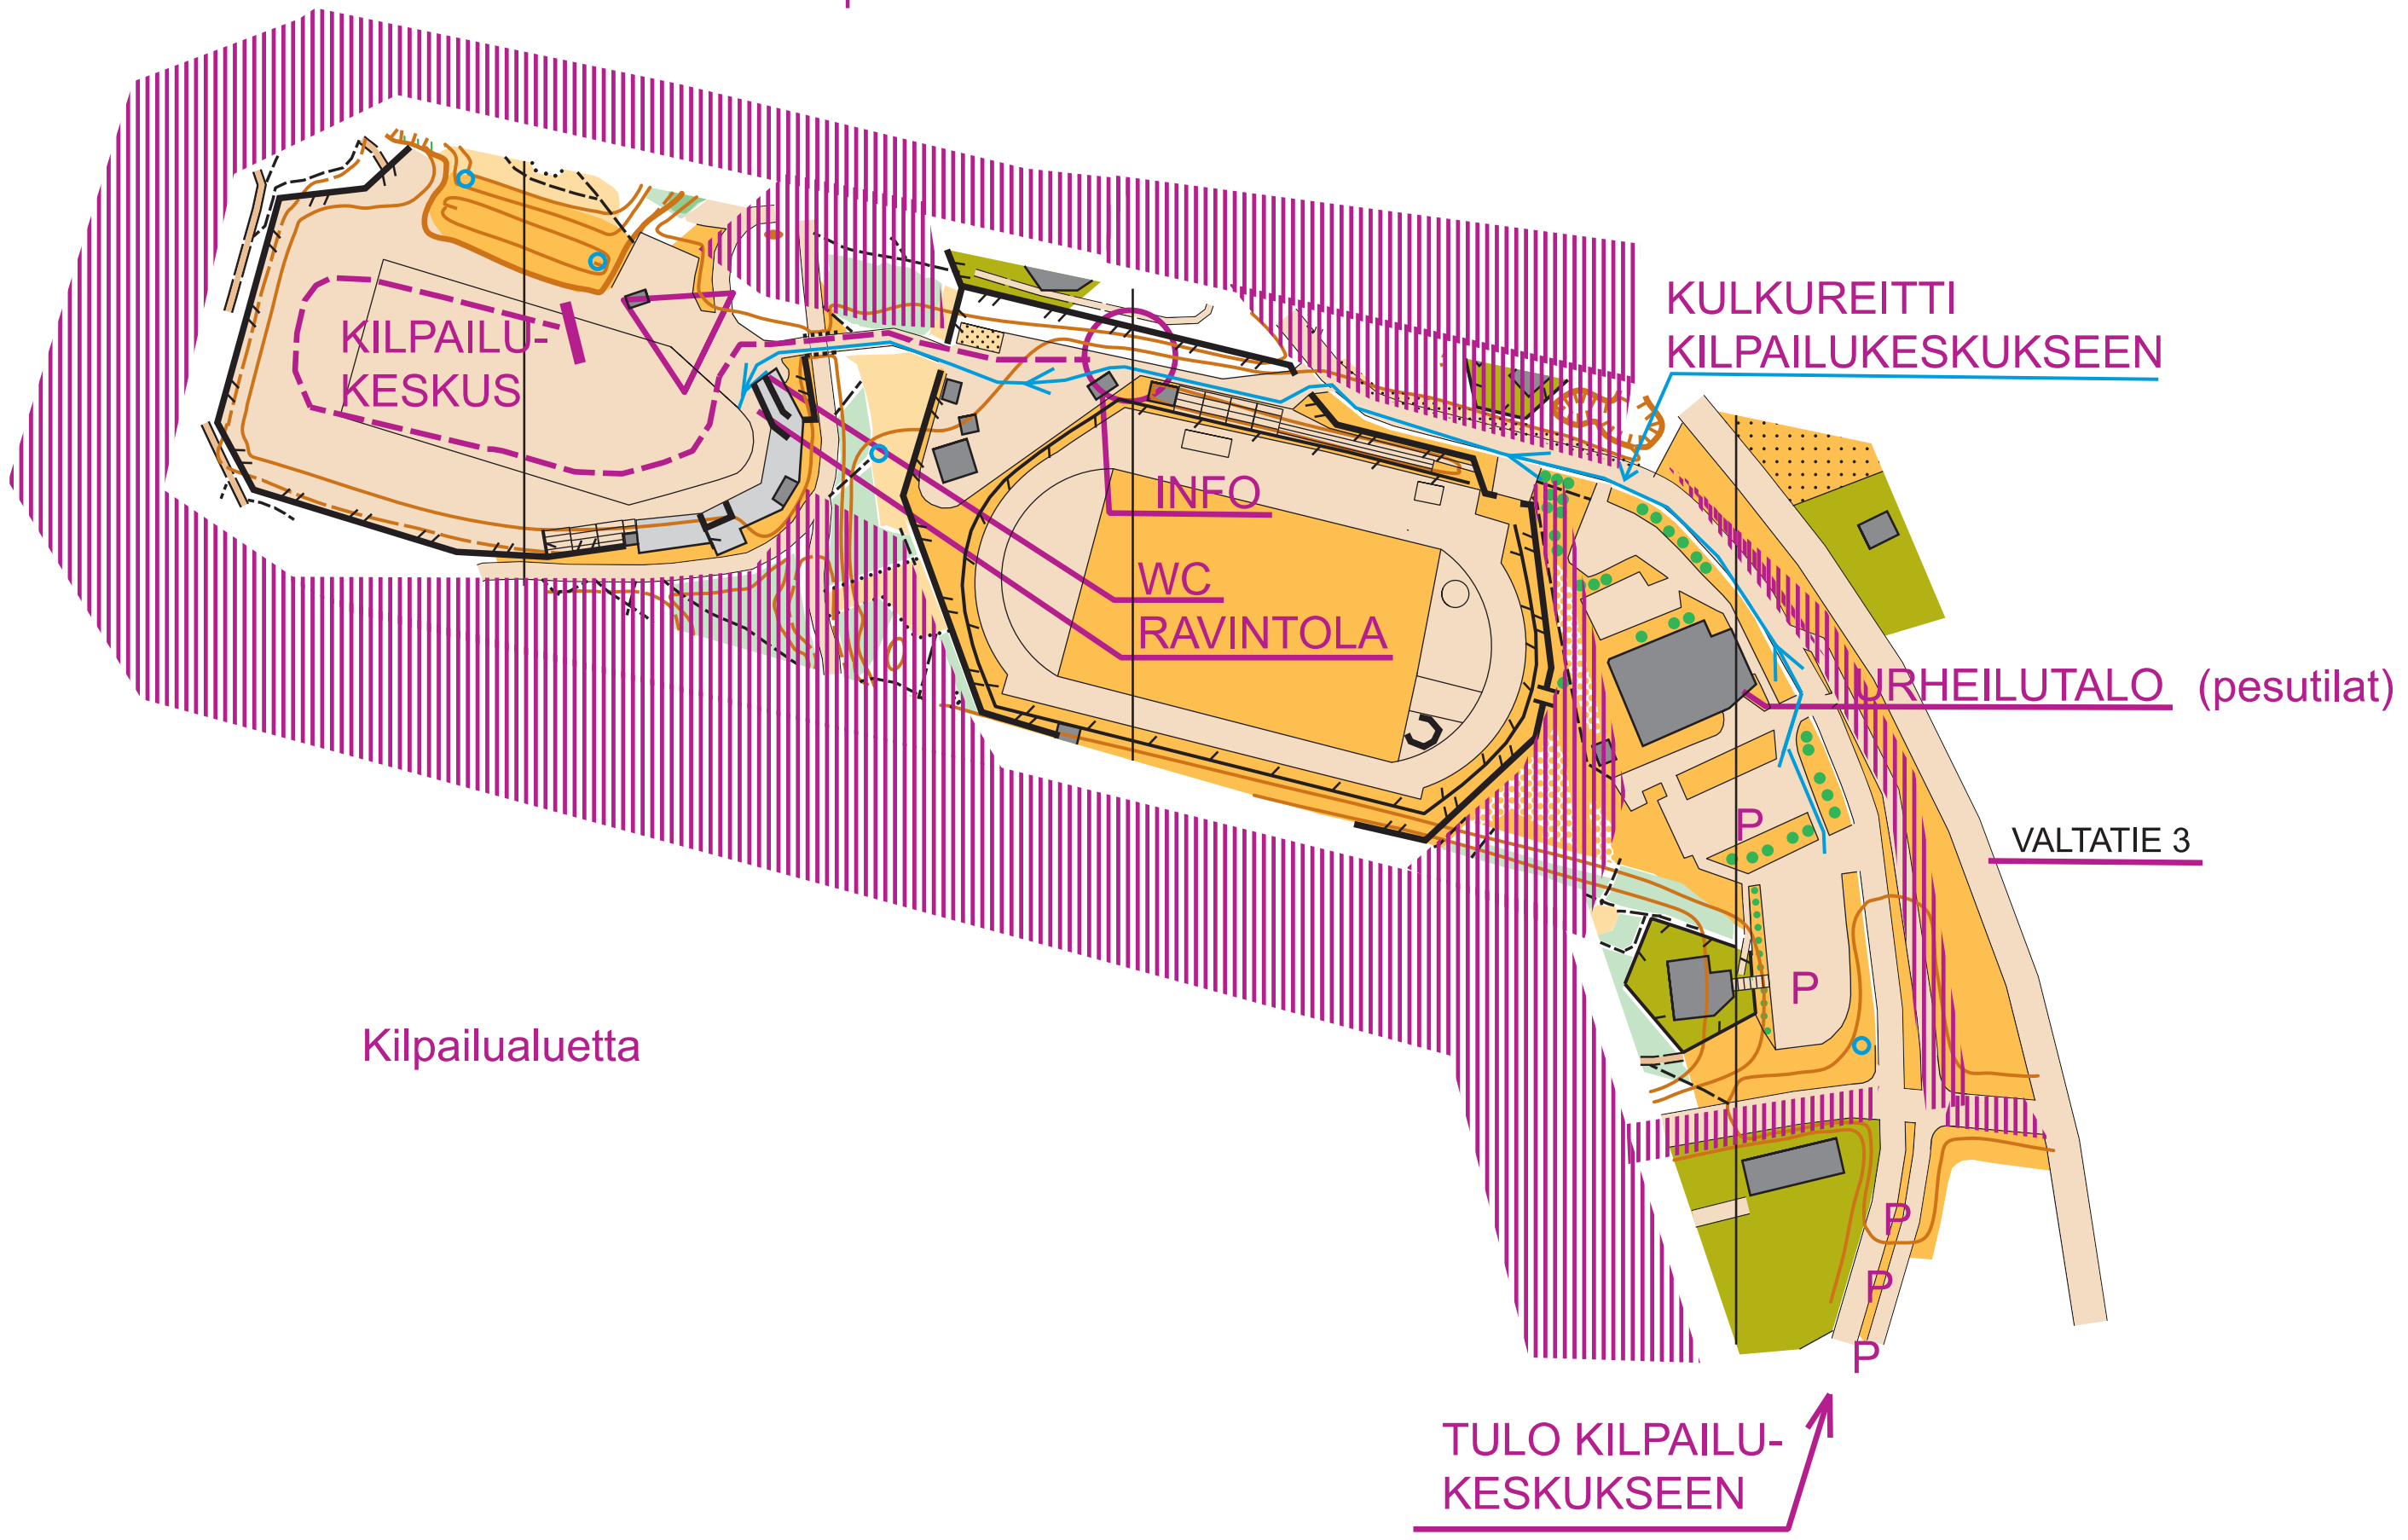 KULKUREITTI
KILPAILUKESKUKSEEN
KILPAILU-
KESKUS
INFO
WC
RAVINTOLA
URHEILUTALO (pesutilat)
P
VALTATIE 3
P
Kilpailualuetta
P
P
P
TULO KILPAILU-
KESKUKSEEN